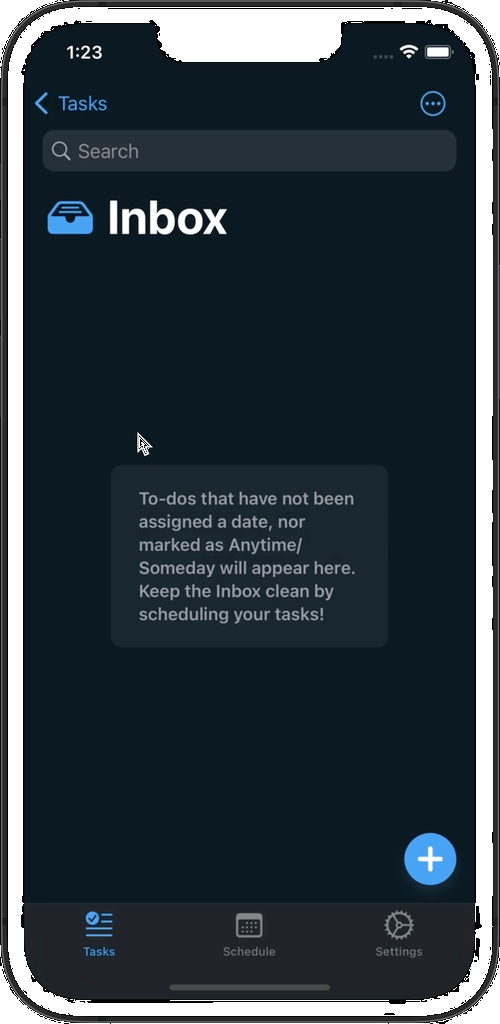 1:23
Tasks
Search
Inbox
To-dos that have not been
assigned a date, nor
marked as Anytime/
Someday will appear here.
Keep the Inbox clean by
scheduling your tasks!
Tasks
Schedule
Settings